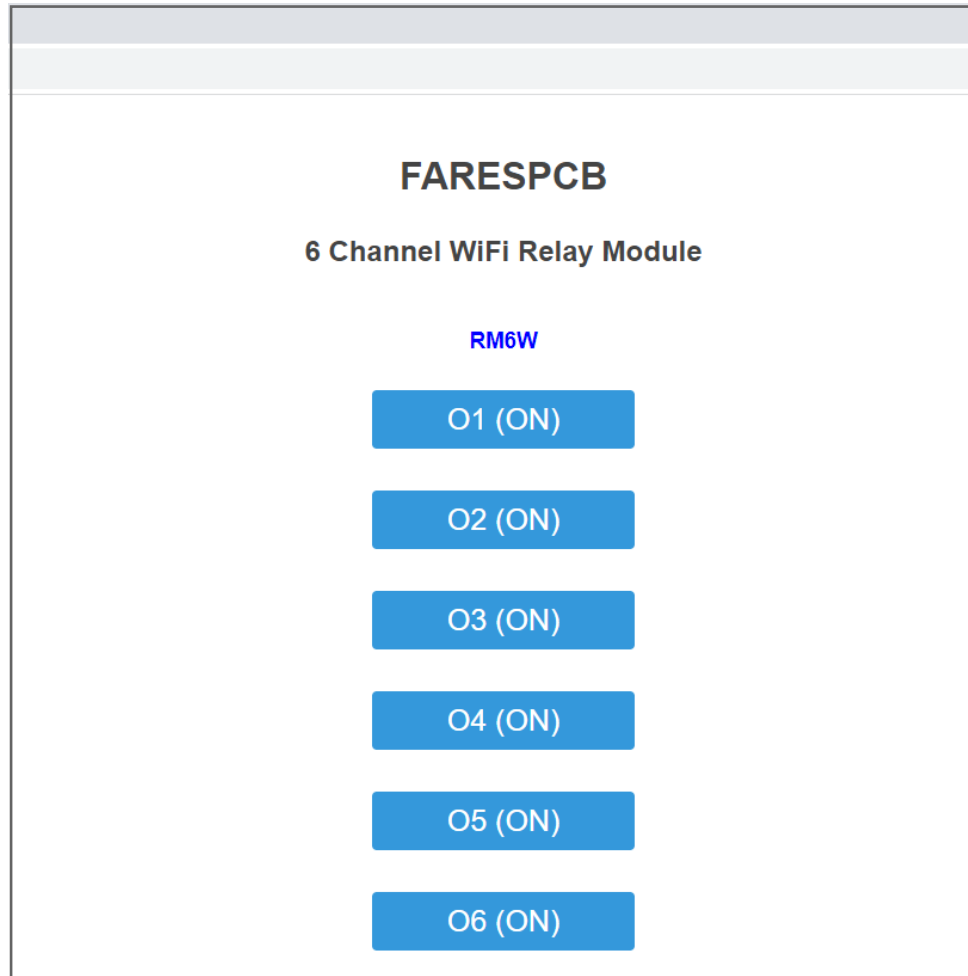 FARESPCB
6 Channel WiFi Relay Module
RM6W
O1 (ON)
O2 (ON)
O3 (ON)
O4 (ON)
O5 (ON)
O6 (ON)